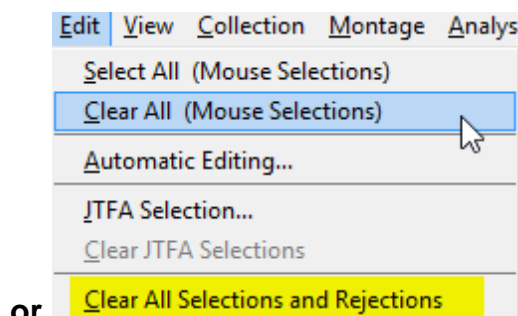 Edit View Collection Montage Analys
Select All (Mouse Selections)
Clear All (Mouse Selections)
Automatic Editing...
JTFA Selection...
Clear JTFA Selections
or Clear All Selections and Rejections